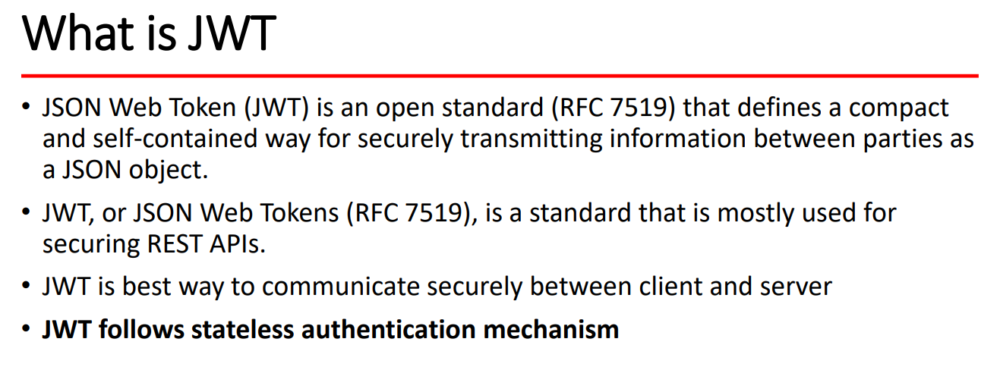 What is JWT
• JSON Web Token (JWT) is an open standard (RFC 7519) that defines a compact
and self-contained way for securely transmitting information between parties as
a JSON object.
• JWT, or JSON Web Tokens (RFC 7519), is a standard that is mostly used for
securing REST APIs.
• JWT is best way to communicate securely between client and server
• JWT follows stateless authentication mechanism